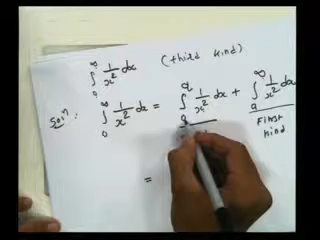 ∫₀^∞ 1/x² dx (third kind)
Solⁿ: ∫₀^∞ 1/x² dx = ∫₀^a 1/x² dx + ∫ₐ^∞ 1/x² dx
First
kind
=